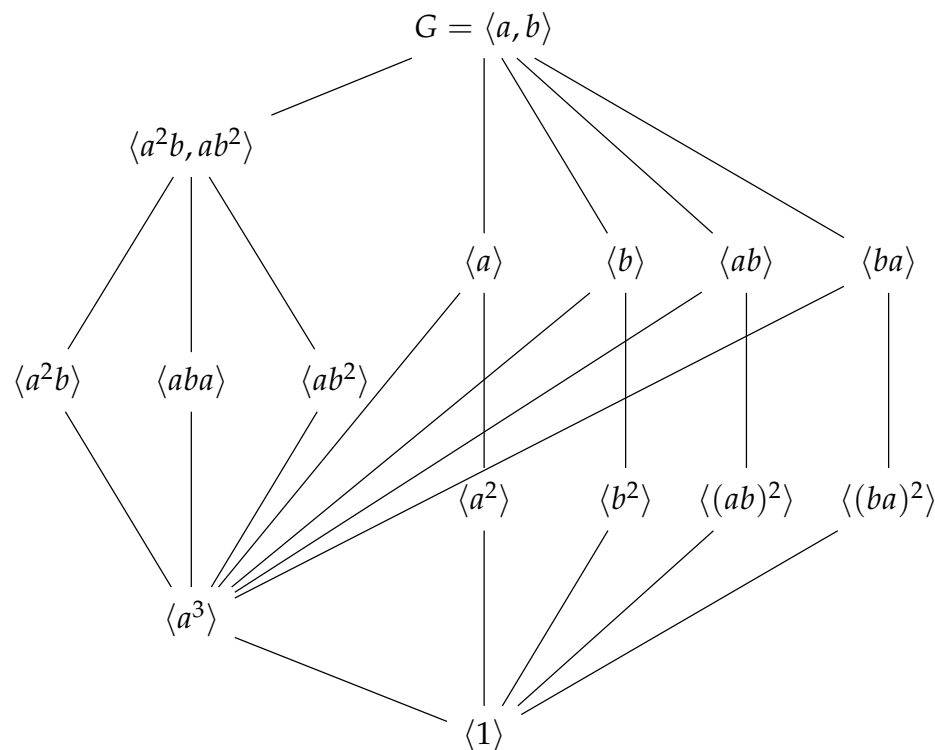 G = ⟨a, b⟩
⟨a²b, ab²⟩
⟨a⟩ ⟨b⟩ ⟨ab⟩ ⟨ba⟩
⟨a²b⟩ ⟨aba⟩ ⟨ab²⟩
⟨a²⟩ ⟨b²⟩ ⟨(ab)²⟩ ⟨(ba)²⟩
⟨a³⟩
⟨1⟩